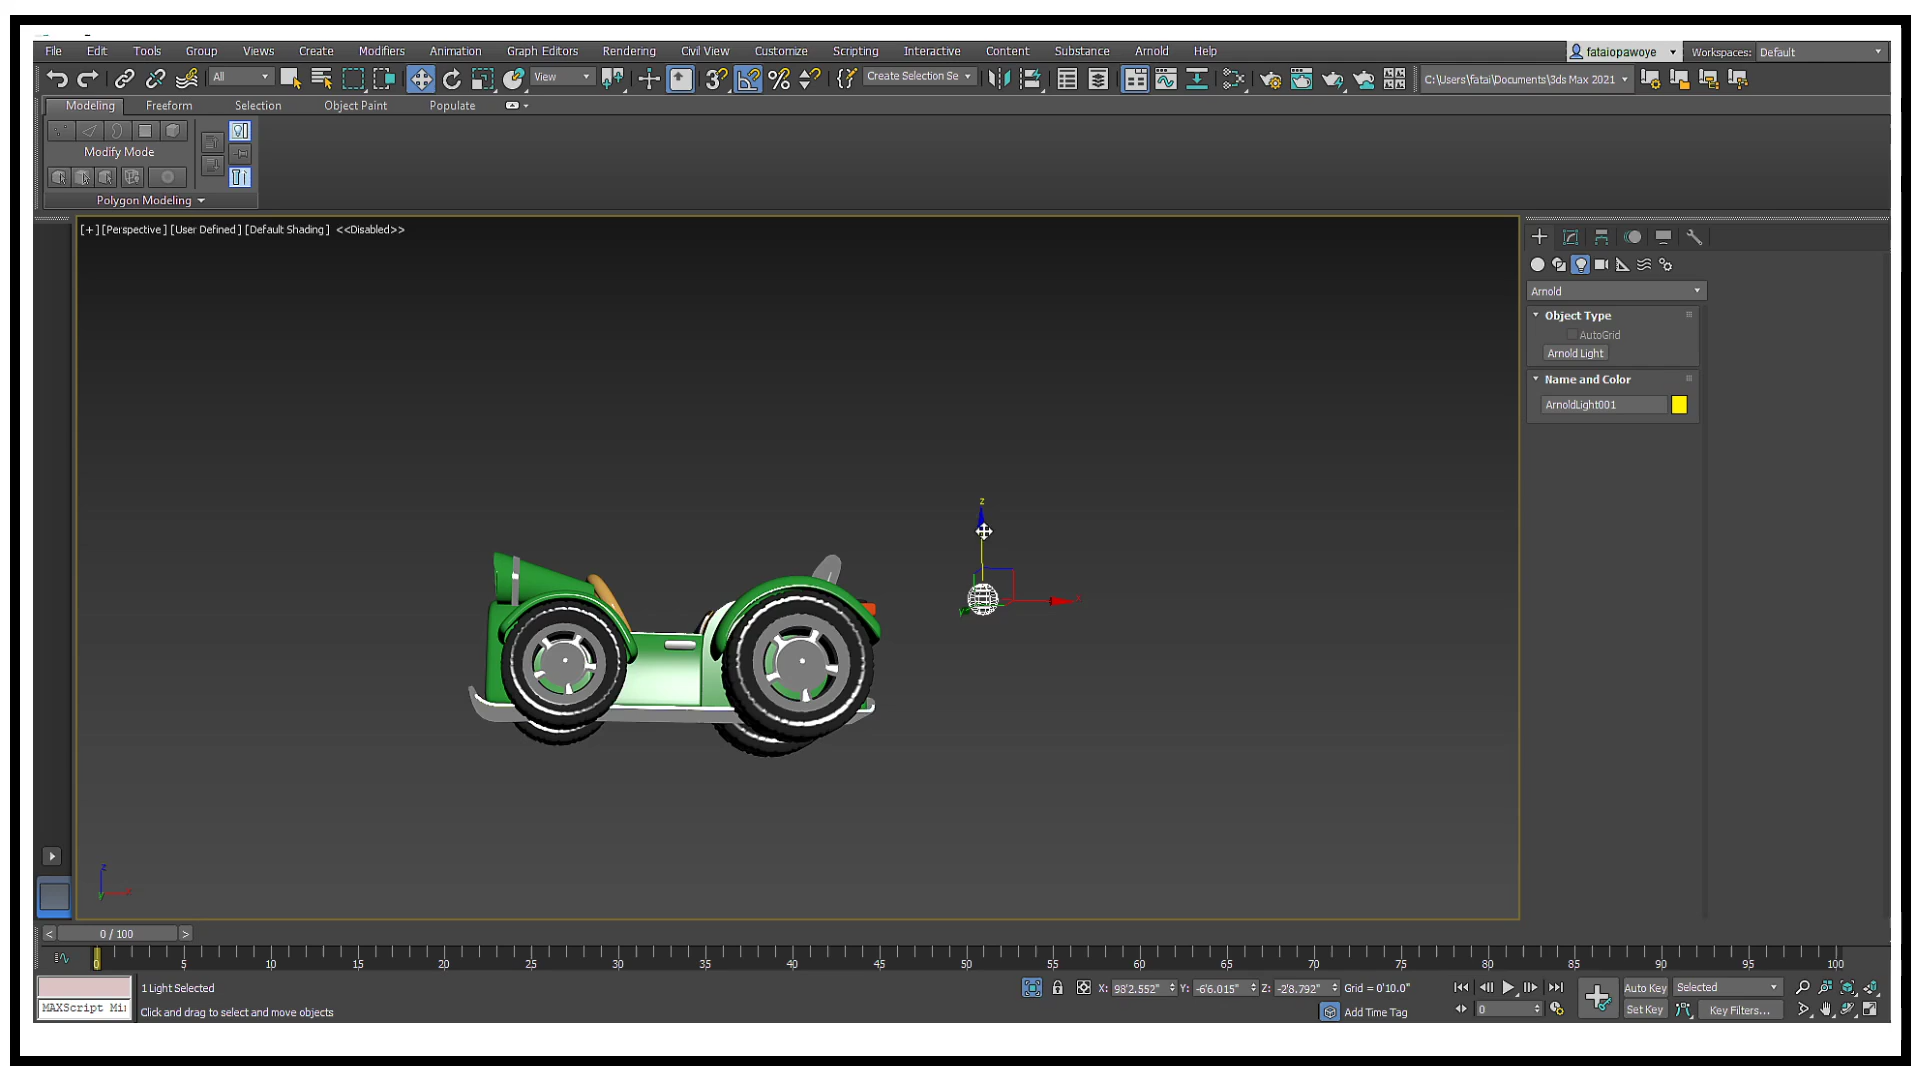 File Edit Tools Group Views Create Modifiers Animation Graph Editors Rendering Civil View Customize Scripting Interactive Content Substance Arnold Help fataiopawoye Workspaces: Default
All View Create Selection Se C:\Users\fatai\Documents\3ds Max 2021
Modeling Freeform Selection Object Paint Populate
Modify Mode
Polygon Modeling
[+] [Perspective] [User Defined] [Default Shading] <<Disabled>>
Arnold
Object Type
AutoGrid
Arnold Light
Name and Color
ArnoldLight001
z
x
y
z
x
y
< 0 / 100 >
0 5 10 15 20 25 30 35 40 45 50 55 60 65 70 75 80 85 90 95 100
1 Light Selected X: 98'2.552" Y: -6'6.015" Z: -2'8.792" Grid = 0'10.0" Auto Key Selected
MAXScript Mi: Click and drag to select and move objects Add Time Tag 0 Set Key Key Filters...